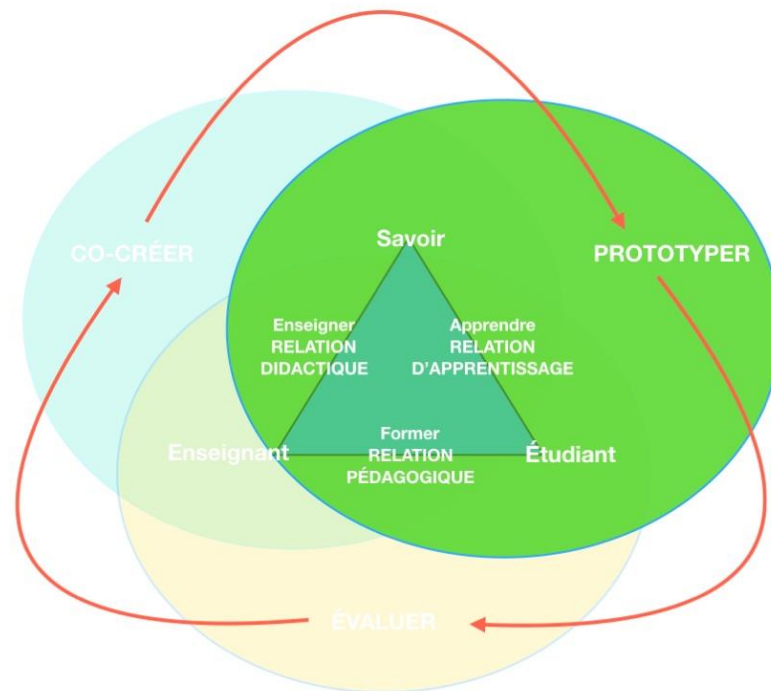 Savoir
CO-CRÉER
PROTOTYPER
Enseigner
RELATION
DIDACTIQUE
Apprendre
RELATION
D'APPRENTISSAGE
Enseignant
Former
RELATION
PÉDAGOGIQUE
Étudiant
ÉVALUER